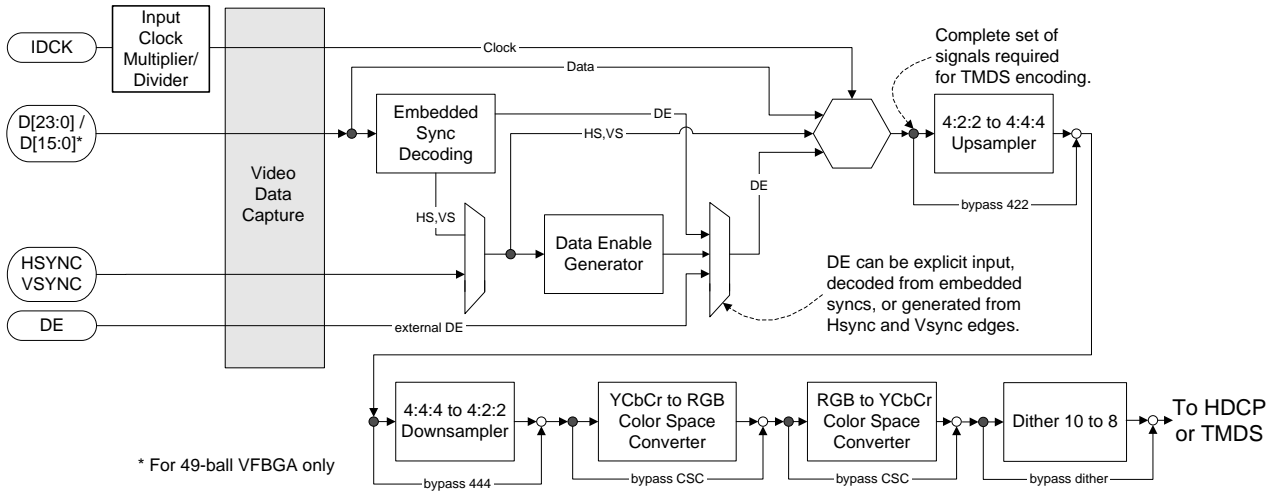 IDCK
Input
Clock
Multiplier/
Divider
Clock
Data
D[23:0] /
D[15:0]*
Video
Data
Capture
Embedded
Sync
Decoding
DE
HS,VS
HS,VS
Complete set of
signals required
for TMDS encoding.
4:2:2 to 4:4:4
Upsampler
bypass 422
DE
HSYNC
VSYNC
Data Enable
Generator
DE
external DE
DE can be explicit input,
decoded from embedded
syncs, or generated from
Hsync and Vsync edges.
4:4:4 to 4:2:2
Downsampler
bypass 444
YCbCr to RGB
Color Space
Converter
bypass CSC
RGB to YCbCr
Color Space
Converter
bypass CSC
Dither 10 to 8
bypass dither
To HDCP
or TMDS
* For 49-ball VFBGA only